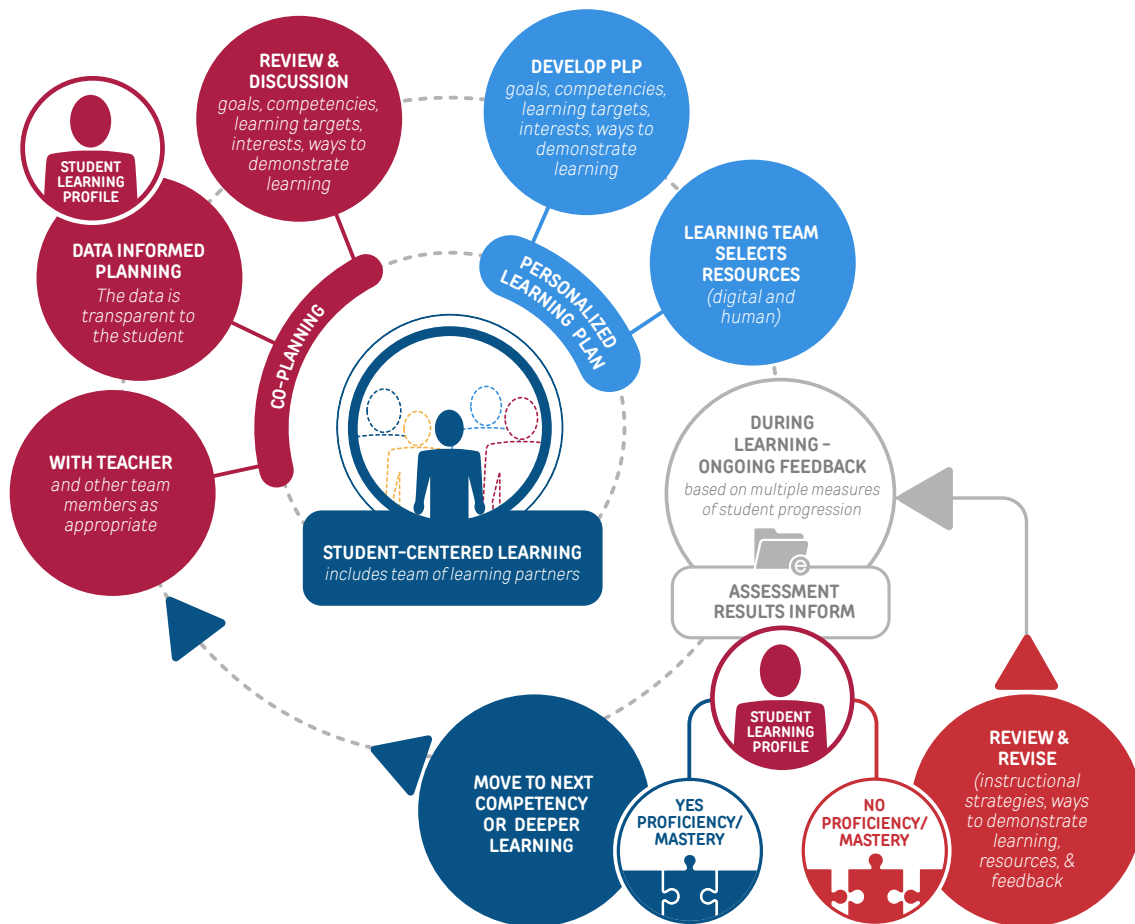 REVIEW &
DISCUSSION
goals, competencies,
learning targets,
interests, ways to
demonstrate
learning
DEVELOP PLP
goals, competencies,
learning targets,
interests, ways to
demonstrate
learning
STUDENT
LEARNING
PROFILE
DATA INFORMED
PLANNING
The data is
transparent to
the student
LEARNING TEAM
SELECTS
RESOURCES
(digital and
human)
CO-PLANNING
PERSONALIZED
LEARNING PLAN
WITH TEACHER
and other team
members as
appropriate
STUDENT-CENTERED LEARNING
includes team of learning partners
DURING
LEARNING –
ONGOING FEEDBACK
based on multiple measures
of student progression
e
ASSESSMENT
RESULTS INFORM
STUDENT
LEARNING
PROFILE
MOVE TO NEXT
COMPETENCY
OR DEEPER
LEARNING
YES
PROFICIENCY/
MASTERY
NO
PROFICIENCY/
MASTERY
REVIEW &
REVISE
(instructional
strategies, ways
to demonstrate
learning,
resources, &
feedback